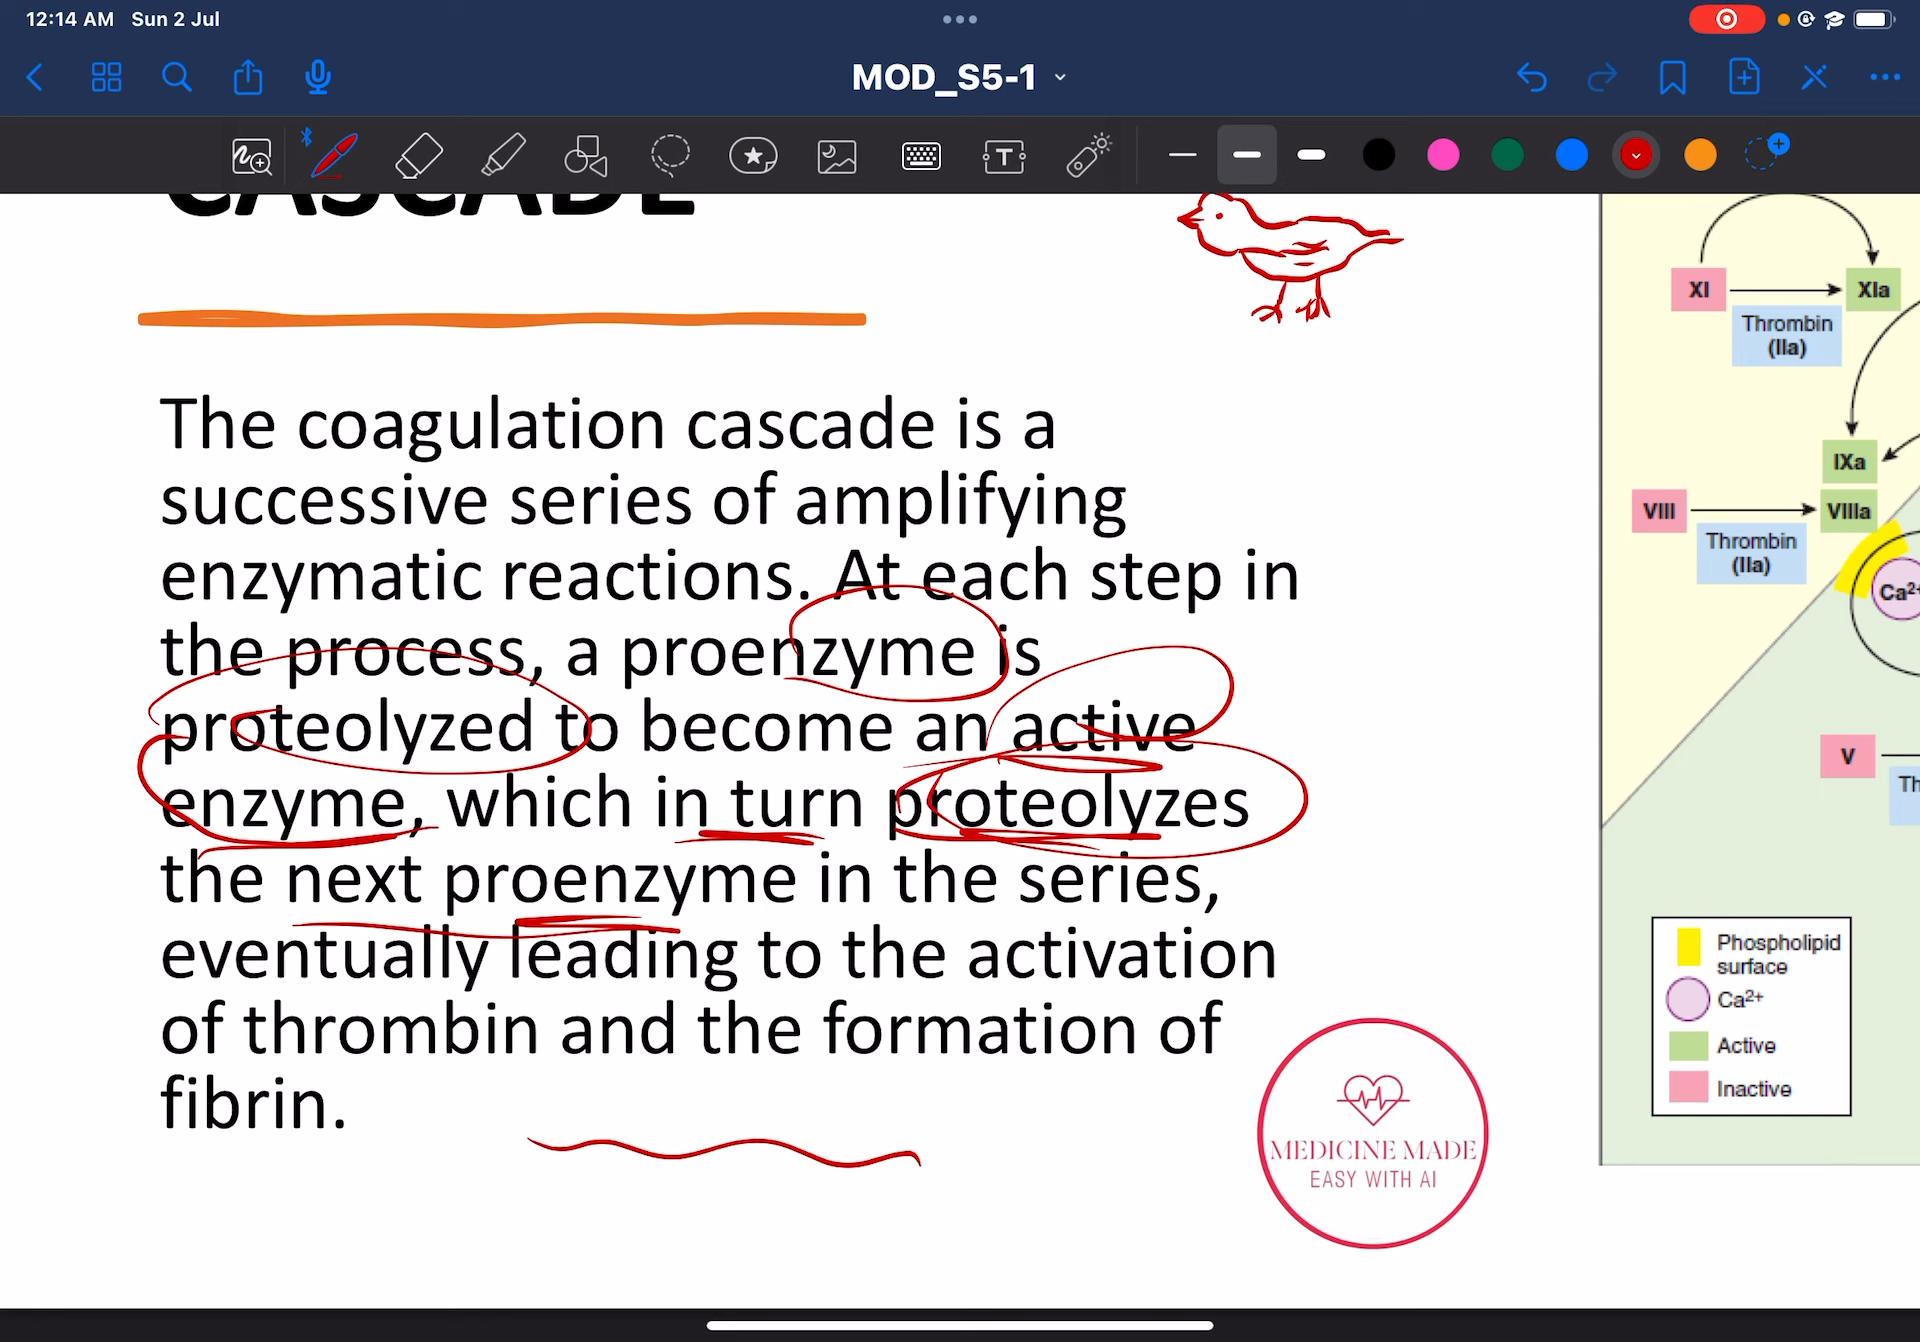 12:14 AM Sun 2 Jul
MOD_S5-1
T
CASCADE
The coagulation cascade is a
successive series of amplifying
enzymatic reactions. At each step in
the process, a proenzyme is
proteolyzed to become an active
enzyme, which in turn proteolyzes
the next proenzyme in the series,
eventually leading to the activation
of thrombin and the formation of
fibrin.
MEDICINE MADE
EASY WITH AI
XI
XIa
Thrombin
(IIa)
IXa
VIII
VIIIa
Thrombin
(IIa)
Ca2+
V
Th
Phospholipid
surface
Ca2+
Active
Inactive